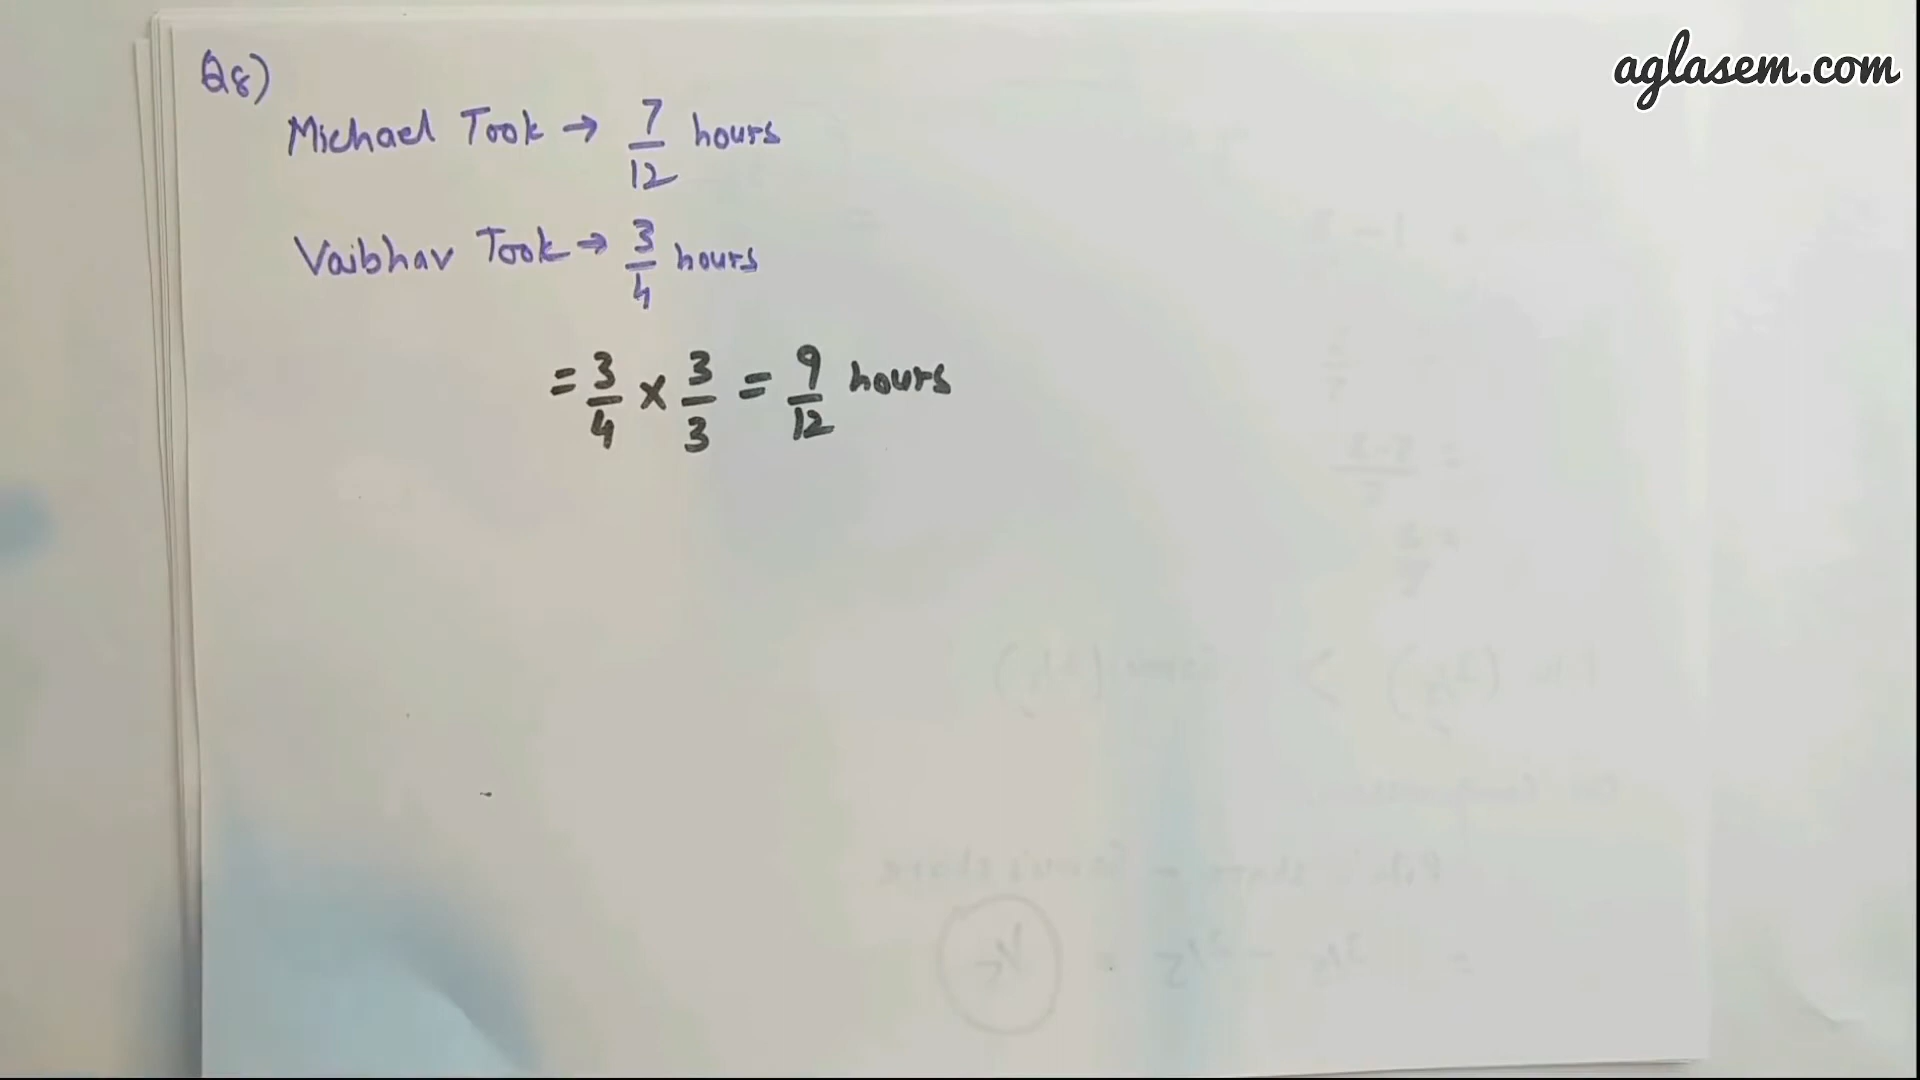 aglasem.com
Q8)
Michael Took → 7/12 hours
Vaibhav Took → 3/4 hours
= 3/4 × 3/3 = 9/12 hours